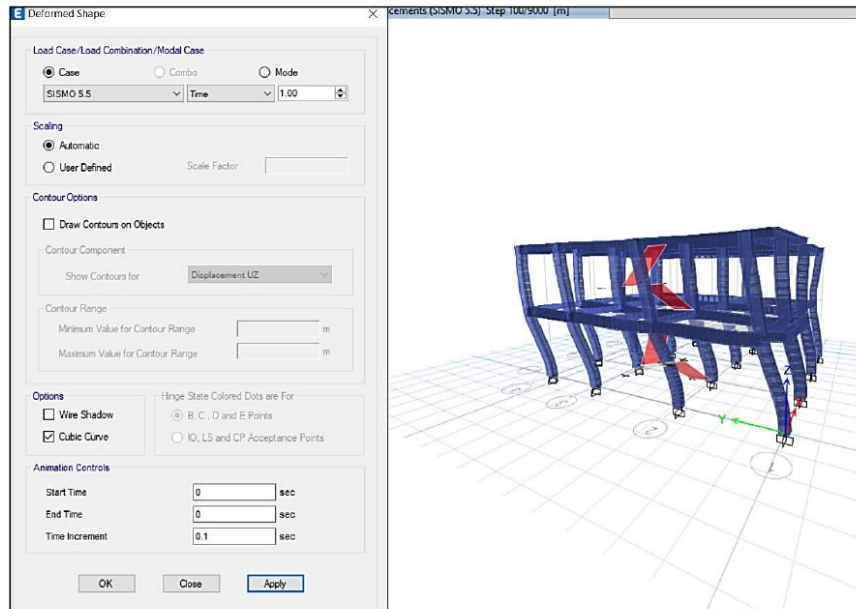 E Deformed Shape
cements (SISMO 5.5) Step 100/9000 [m]
Load Case/Load Combination/Modal Case
Case Combo Mode
SISMO 5.5 Time 1.00
Scaling
Automatic
User Defined Scale Factor
Contour Options
Draw Contours on Objects
Contour Component
Show Contours for Displacement UZ
Contour Range
Minimum Value for Contour Range m
Maximum Value for Contour Range m
Options
Wire Shadow
Cubic Curve
Hinge State Colored Dots are For
B, C, D and E Points
IO, LS and CP Acceptance Points
Animation Controls
Start Time 0 sec
End Time 0 sec
Time Increment 0.1 sec
OK Close Apply
Z
Y
2
1